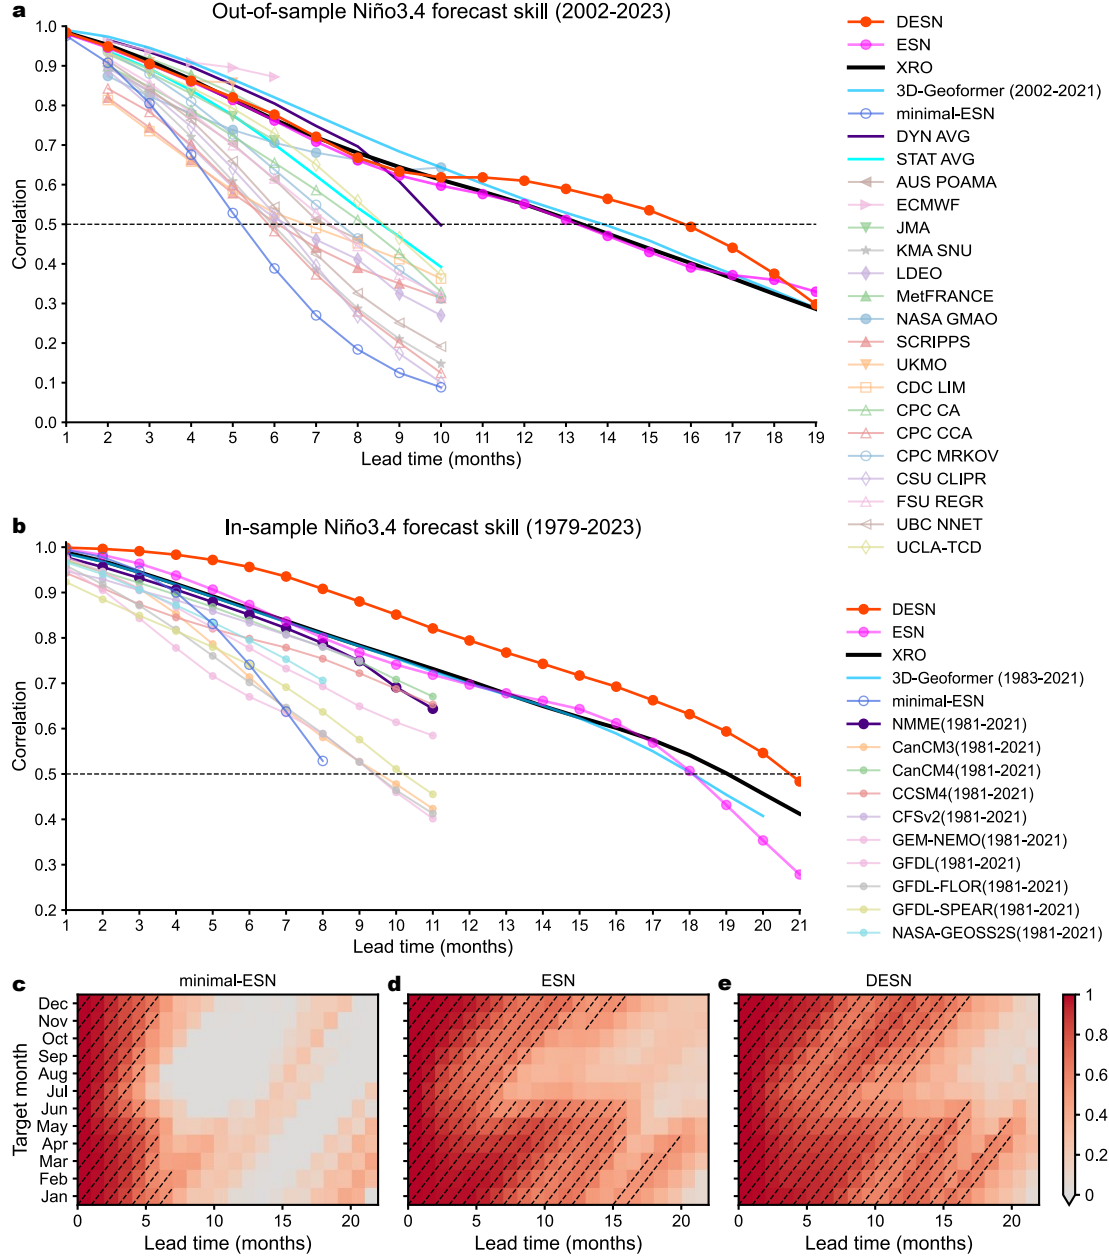 a
Out-of-sample Niño3.4 forecast skill (2002-2023)
Correlation
1.0
0.9
0.8
0.7
0.6
0.5
0.4
0.3
0.2
0.1
0.0
1 2 3 4 5 6 7 8 9 10 11 12 13 14 15 16 17 18 19
Lead time (months)
DESN
ESN
XRO
3D-Geoformer (2002-2021)
minimal-ESN
DYN AVG
STAT AVG
AUS POAMA
ECMWF
JMA
KMA SNU
LDEO
MetFRANCE
NASA GMAO
SCRIPPS
UKMO
CDC LIM
CPC CA
CPC CCA
CPC MRKOV
CSU CLIPR
FSU REGR
UBC NNET
UCLA-TCD
b
In-sample Niño3.4 forecast skill (1979-2023)
Correlation
1.0
0.9
0.8
0.7
0.6
0.5
0.4
0.3
0.2
1 2 3 4 5 6 7 8 9 10 11 12 13 14 15 16 17 18 19 20 21
Lead time (months)
DESN
ESN
XRO
3D-Geoformer (1983-2021)
minimal-ESN
NMME(1981-2021)
CanCM3(1981-2021)
CanCM4(1981-2021)
CCSM4(1981-2021)
CFSv2(1981-2021)
GEM-NEMO(1981-2021)
GFDL(1981-2021)
GFDL-FLOR(1981-2021)
GFDL-SPEAR(1981-2021)
NASA-GEOSS2S(1981-2021)
c
minimal-ESN
Target month
Dec
Nov
Oct
Sep
Aug
Jul
Jun
May
Apr
Mar
Feb
Jan
0 5 10 15 20
Lead time (months)
d
ESN
0 5 10 15 20
Lead time (months)
e
DESN
0 5 10 15 20
Lead time (months)
1
0.8
0.6
0.4
0.2
0